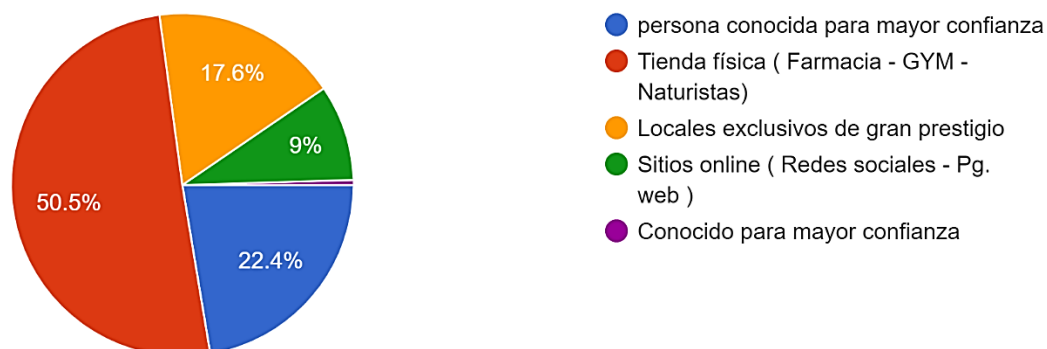 17.6%
9%
50.5%
22.4%
persona conocida para mayor confianza
Tienda física ( Farmacia - GYM -
Naturistas)
Locales exclusivos de gran prestigio
Sitios online ( Redes sociales - Pg.
web )
Conocido para mayor confianza